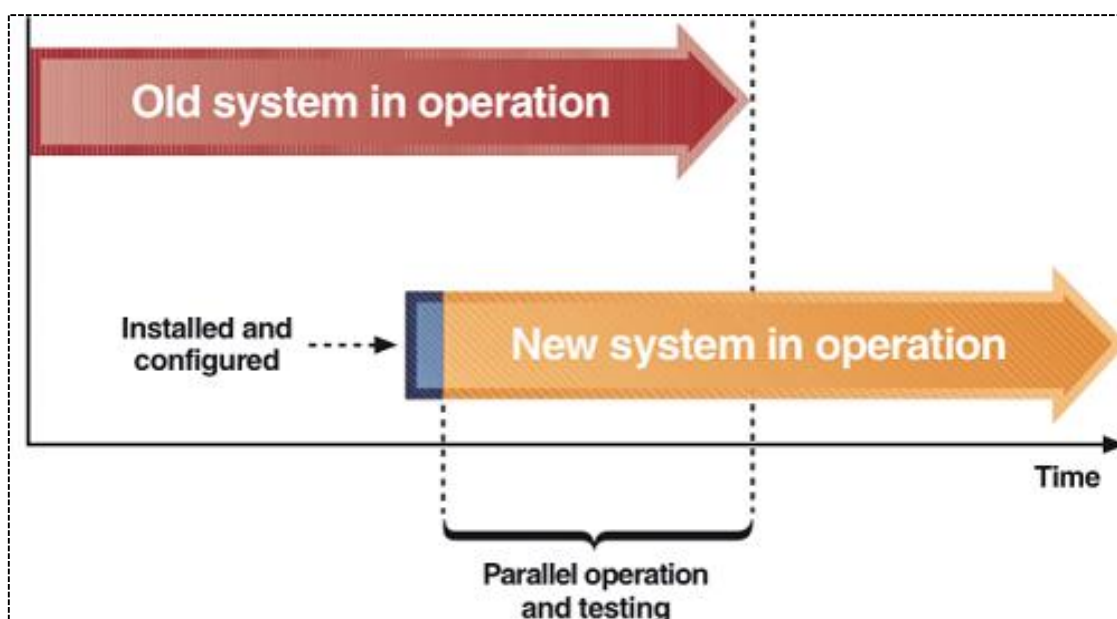 Old system in operation
Installed and
configured
New system in operation
Time
Parallel operation
and testing